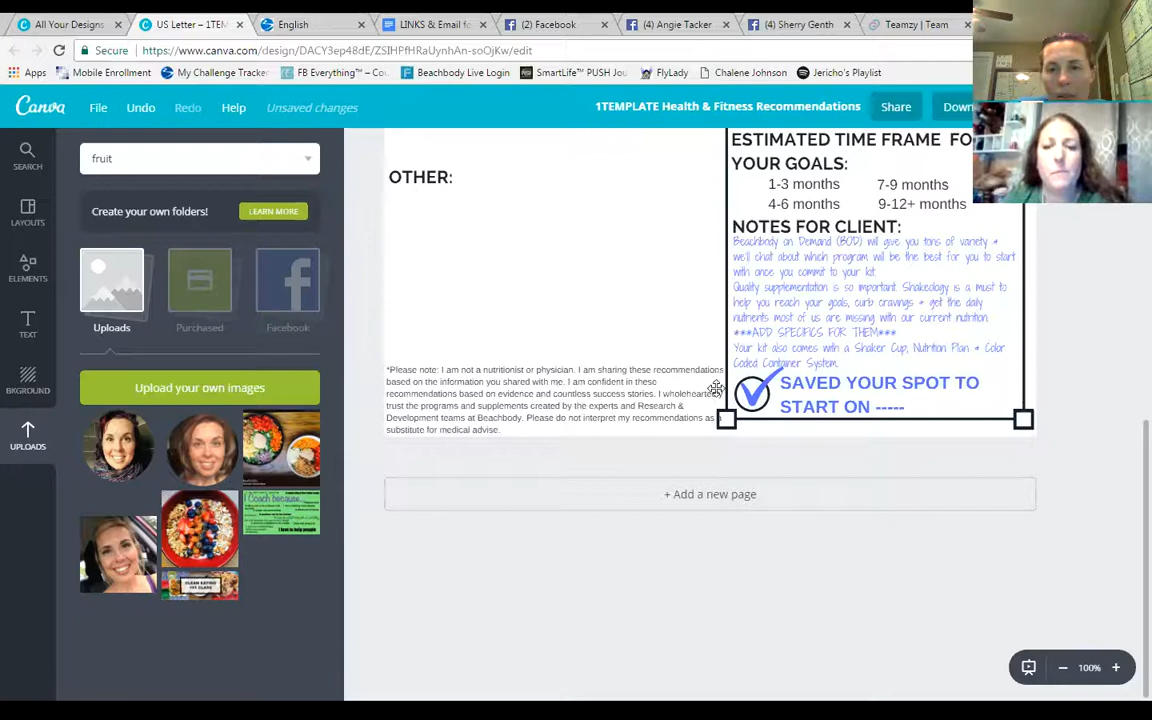 All Your Designs
US Letter – 1TEM
English
LINKS & Email fo
(2) Facebook
(4) Angie Tacker
(4) Sherry Genth
Teamzy | Team
Secure
https://www.canva.com/design/DACY3ep48dE/ZSIHPfHRaUynhAn-soOjKw/edit
Apps
Mobile Enrollment
My Challenge Tracke
FB Everything™ – Co
Beachbody Live Login
SmartLife™ PUSH Jou
FlyLady
Chalene Johnson
Jericho's Playlist
Canva
File
Undo
Redo
Help
Unsaved changes
1TEMPLATE Health & Fitness Recommendations
Share
Down
SEARCH
LAYOUTS
ELEMENTS
TEXT
BKGROUND
UPLOADS
fruit
Create your own folders!
LEARN MORE
Uploads
Purchased
Facebook
Upload your own images
I Coach because...
I love to help people
CLEAN EATING
OTHER:
*Please note: I am not a nutritionist or physician. I am sharing these recommendations
based on the information you shared with me. I am confident in these
recommendations based on evidence and countless success stories. I wholeheartedly
trust the programs and supplements created by the experts and Research &
Development teams at Beachbody. Please do not interpret my recommendations as a
substitute for medical advise.
ESTIMATED TIME FRAME FO
YOUR GOALS:
1-3 months
7-9 months
4-6 months
9-12+ months
NOTES FOR CLIENT:
Beachbody on Demand (BOD) will give you tons of variety &
we'll chat about which program will be the best for you to start
with once you commit to your kit.
Quality supplementation is so important. Shakeology is a must to
help you reach your goals, curb cravings & get the daily
nutrients most of us are missing with our current nutrition.
***ADD SPECIFICS FOR THEM***
Your kit also comes with a Shaker Cup, Nutrition Plan & Color
Coded Container System.
SAVED YOUR SPOT TO
START ON -----
+ Add a new page
100%